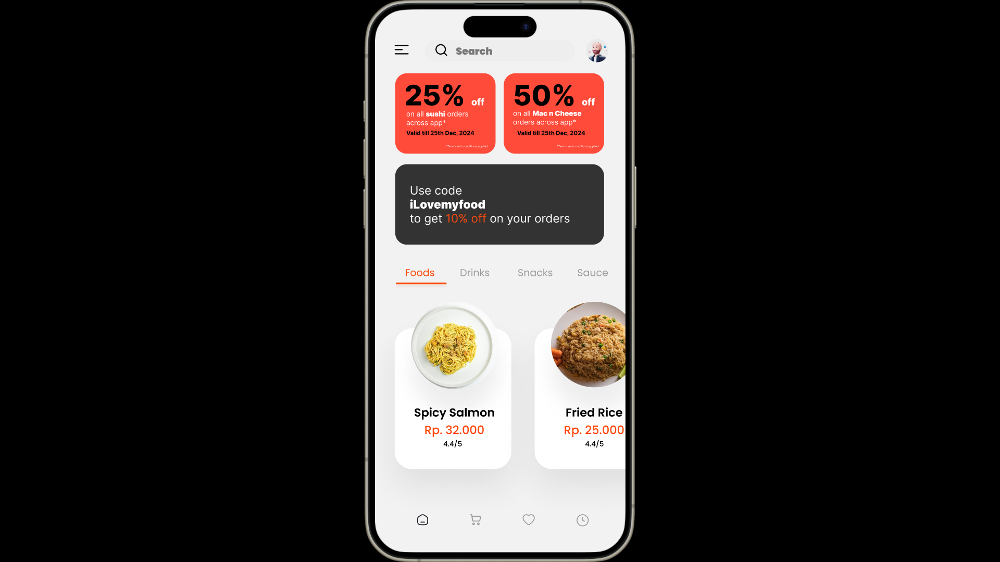 Search
25% off
on all sushi orders
across app*
Valid till 25th Dec, 2024
*Terms and conditions applied
50% off
on all Mac n Cheese
orders across app*
Valid till 25th Dec, 2024
*Terms and conditions applied
Use code
iLovemyfood
to get 10% off on your orders
Foods Drinks Snacks Sauce
Spicy Salmon
Rp. 32.000
4.4/5
Fried Rice
Rp. 25.000
4.4/5